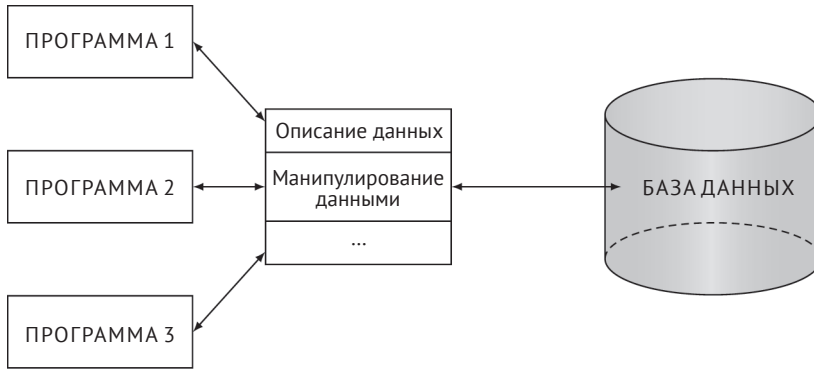 ПРОГРАММА 1
Описание данных
ПРОГРАММА 2
Манипулирование
данными
БАЗА ДАННЫХ
...
ПРОГРАММА 3